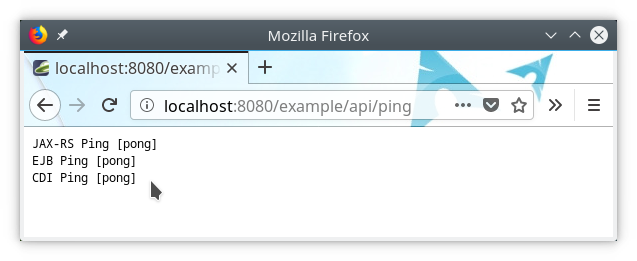 Mozilla Firefox
localhost:8080/examp
localhost:8080/example/api/ping
JAX-RS Ping [pong]
EJB Ping [pong]
CDI Ping [pong]